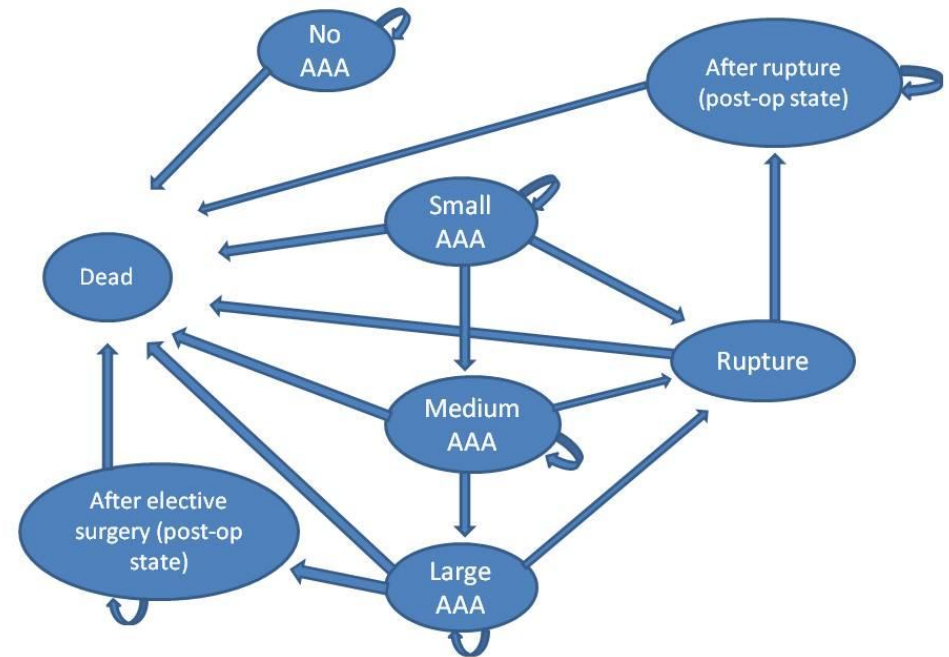 No
AAA
After rupture
(post-op state)
Small
AAA
Dead
Rupture
Medium
AAA
After elective
surgery (post-op
state)
Large
AAA